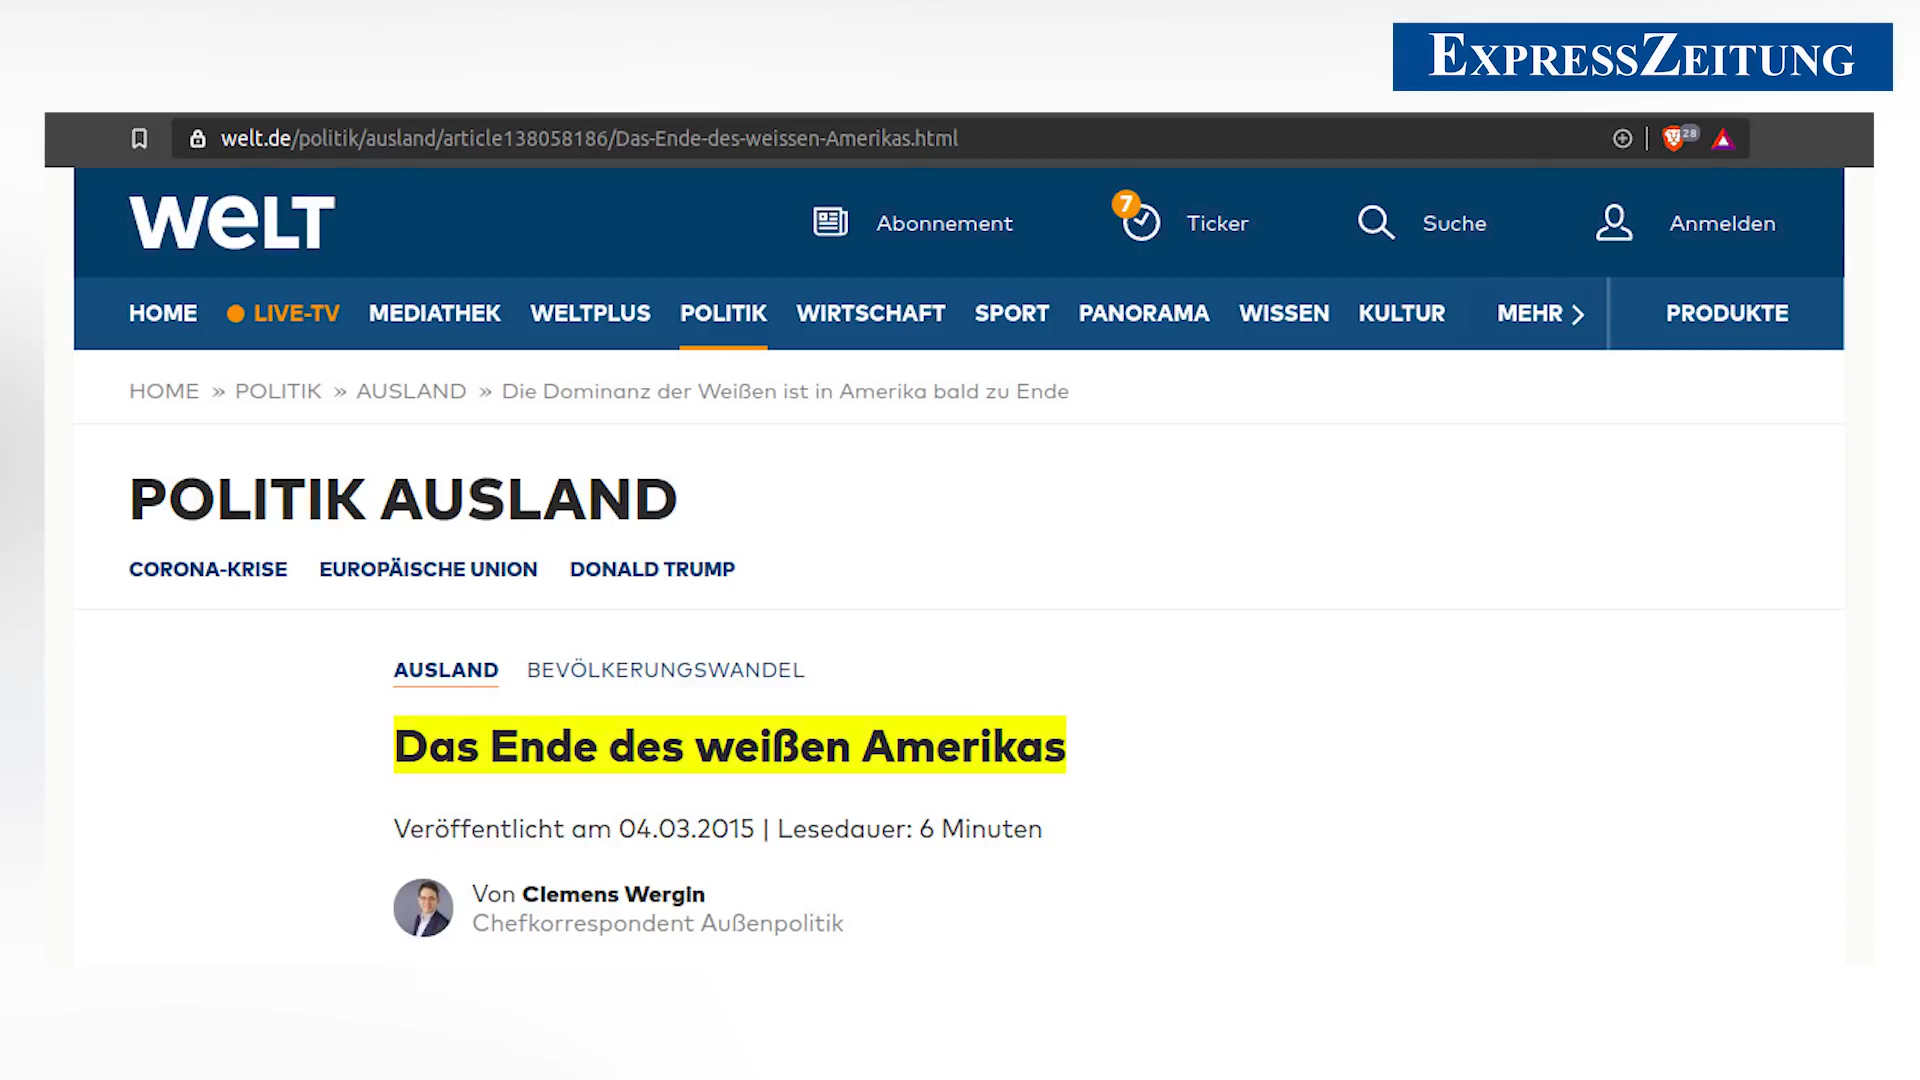 EXPRESSZEITUNG
welt.de/politik/ausland/article138058186/Das-Ende-des-weissen-Amerikas.html
28
WELT
Abonnement
7
Ticker
Suche
Anmelden
HOME LIVE-TV MEDIATHEK WELTPLUS POLITIK WIRTSCHAFT SPORT PANORAMA WISSEN KULTUR MEHR PRODUKTE
HOME » POLITIK » AUSLAND » Die Dominanz der Weißen ist in Amerika bald zu Ende
POLITIK AUSLAND
CORONA-KRISE EUROPÄISCHE UNION DONALD TRUMP
AUSLAND BEVÖLKERUNGSWANDEL
Das Ende des weißen Amerikas
Veröffentlicht am 04.03.2015 | Lesedauer: 6 Minuten
Von Clemens Wergin
Chefkorrespondent Außenpolitik